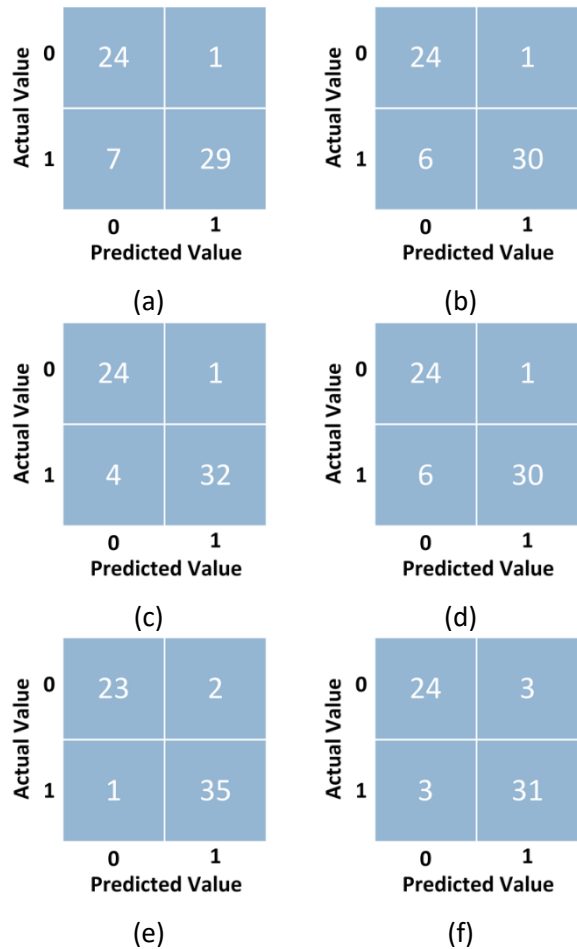 Actual Value 0 24 1
1 7 29
0 1
Predicted Value
(a)
Actual Value 0 24 1
1 6 30
0 1
Predicted Value
(b)
Actual Value 0 24 1
1 4 32
0 1
Predicted Value
(c)
Actual Value 0 24 1
1 6 30
0 1
Predicted Value
(d)
Actual Value 0 23 2
1 1 35
0 1
Predicted Value
(e)
Actual Value 0 24 3
1 3 31
0 1
Predicted Value
(f)